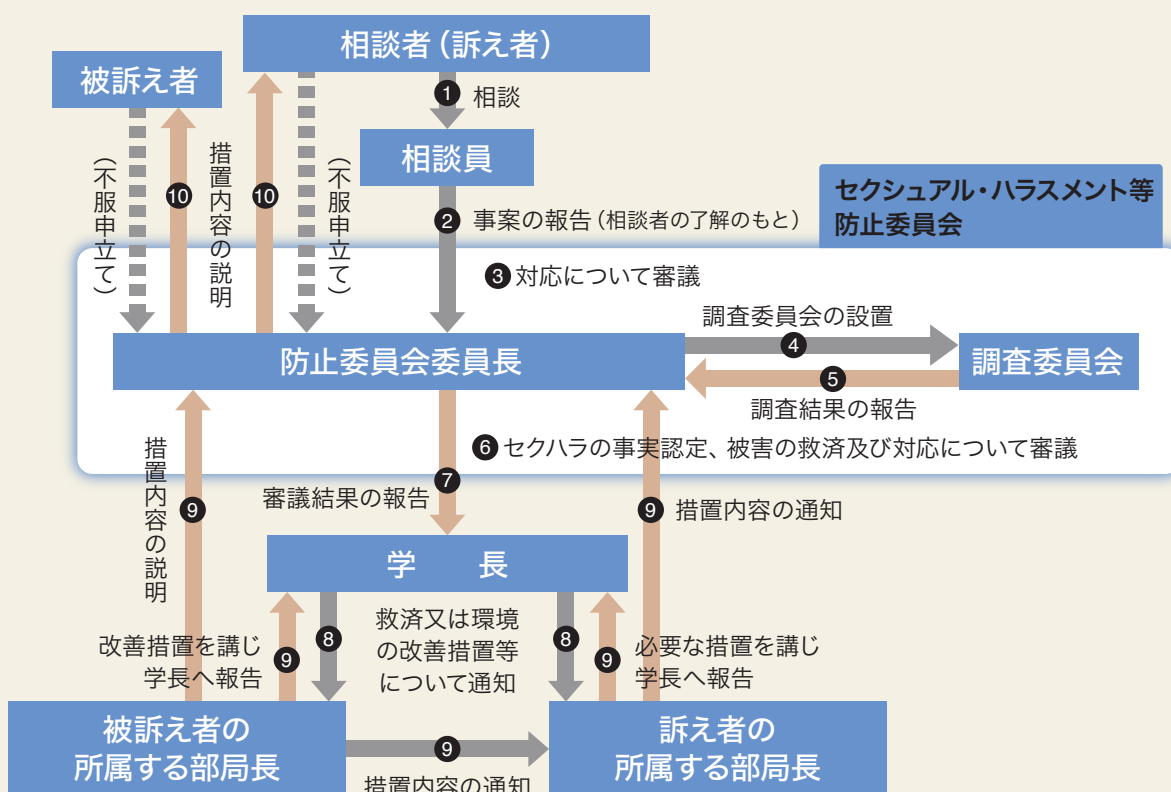 相談者（訴え者）
被訴え者
❶ 相談
相談員
（不服申立て）
❿
措置内容の説明
❿
（不服申立て）
セクシュアル・ハラスメント等
防止委員会
❷ 事案の報告（相談者の了解のもと）
❸ 対応について審議
防止委員会委員長
調査委員会の設置
❹
調査委員会
❺
調査結果の報告
❻ セクハラの事実認定、被害の救済及び対応について審議
措置内容の説明
❾
審議結果の報告
❼
❾ 措置内容の通知
学　長
改善措置を講じ
学長へ報告
❾
❽
救済又は環境
の改善措置等
について通知
❽
❾
必要な措置を講じ
学長へ報告
被訴え者の
所属する部局長
❾
措置内容の通知
訴え者の
所属する部局長